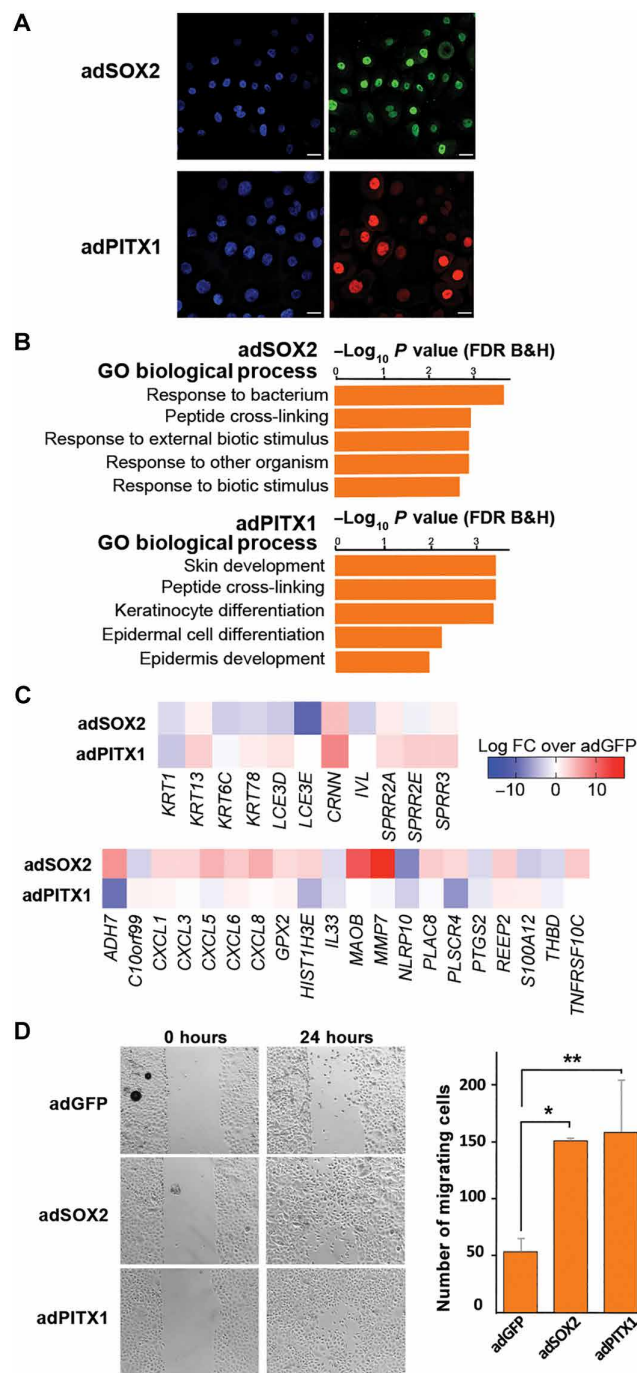 A
adSOX2
adPITX1
B
adSOX2 –Log10 P value (FDR B&H)
GO biological process 0 1 2 3
Response to bacterium
Peptide cross-linking
Response to external biotic stimulus
Response to other organism
Response to biotic stimulus
adPITX1 –Log10 P value (FDR B&H)
GO biological process 0 1 2 3
Skin development
Peptide cross-linking
Keratinocyte differentiation
Epidermal cell differentiation
Epidermis development
C
adSOX2
adPITX1
KRT1 KRT13 KRT6C KRT78 LCE3D LCE3E CRNN IVL SPRR2A SPRR2E SPRR3
Log FC over adGFP
−10 0 10
adSOX2
adPITX1
ADH7 C10orf99 CXCL1 CXCL3 CXCL5 CXCL6 CXCL8 GPX2 HIST1H3E IL33 MAOB MMP7 NLRP10 PLAC8 PLSCR4 PTGS2 REEP2 S100A12 THBD TNFRSF10C
D
0 hours 24 hours
adGFP
adSOX2
adPITX1
Number of migrating cells
200
150
100
50
0
**
*
adGFP adSOX2 adPITX1